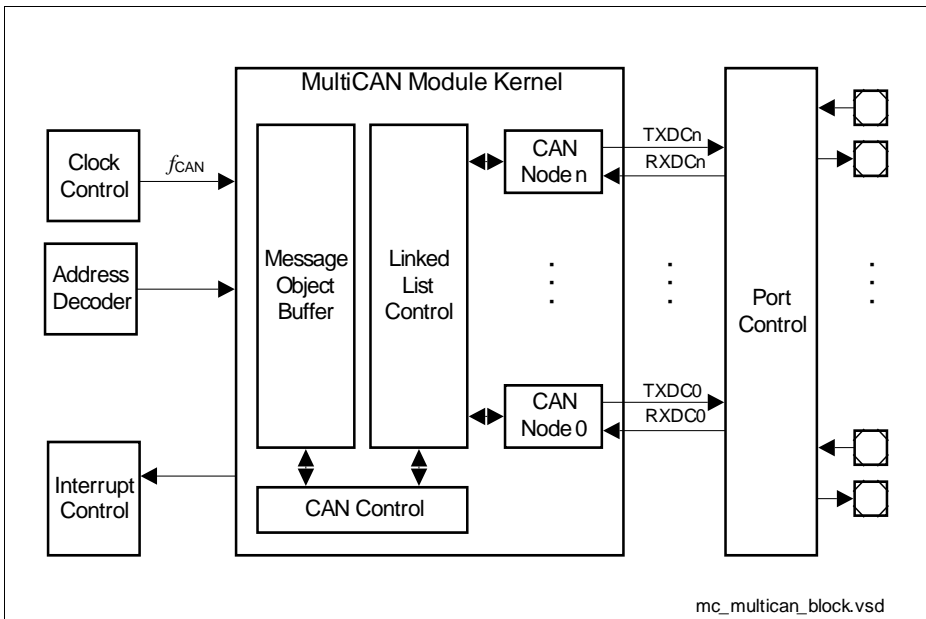 MultiCAN Module Kernel
Clock
Control
fCAN
Address
Decoder
Interrupt
Control
Message
Object
Buffer
Linked
List
Control
CAN Control
CAN
Node n
CAN
Node 0
TXDCn
RXDCn
TXDC0
RXDC0
Port
Control
mc_multican_block.vsd